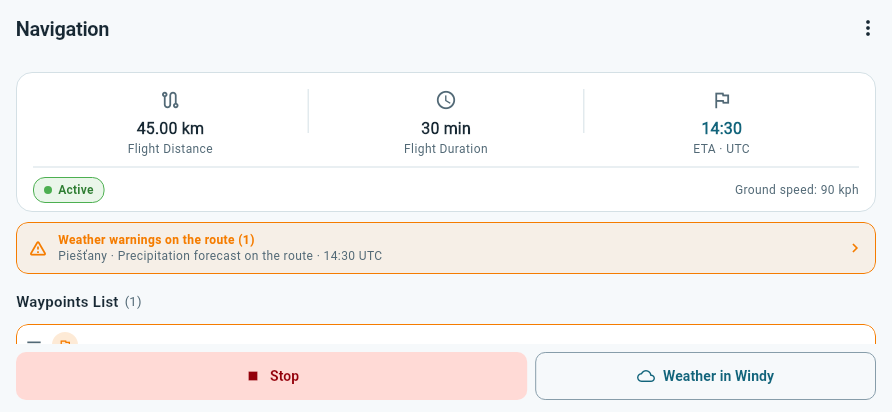 Navigation
45.00 km
Flight Distance
30 min
Flight Duration
14:30
ETA · UTC
Active
Ground speed: 90 kph
Weather warnings on the route (1)
Piešťany · Precipitation forecast on the route · 14:30 UTC
Waypoints List (1)
Stop
Weather in Windy